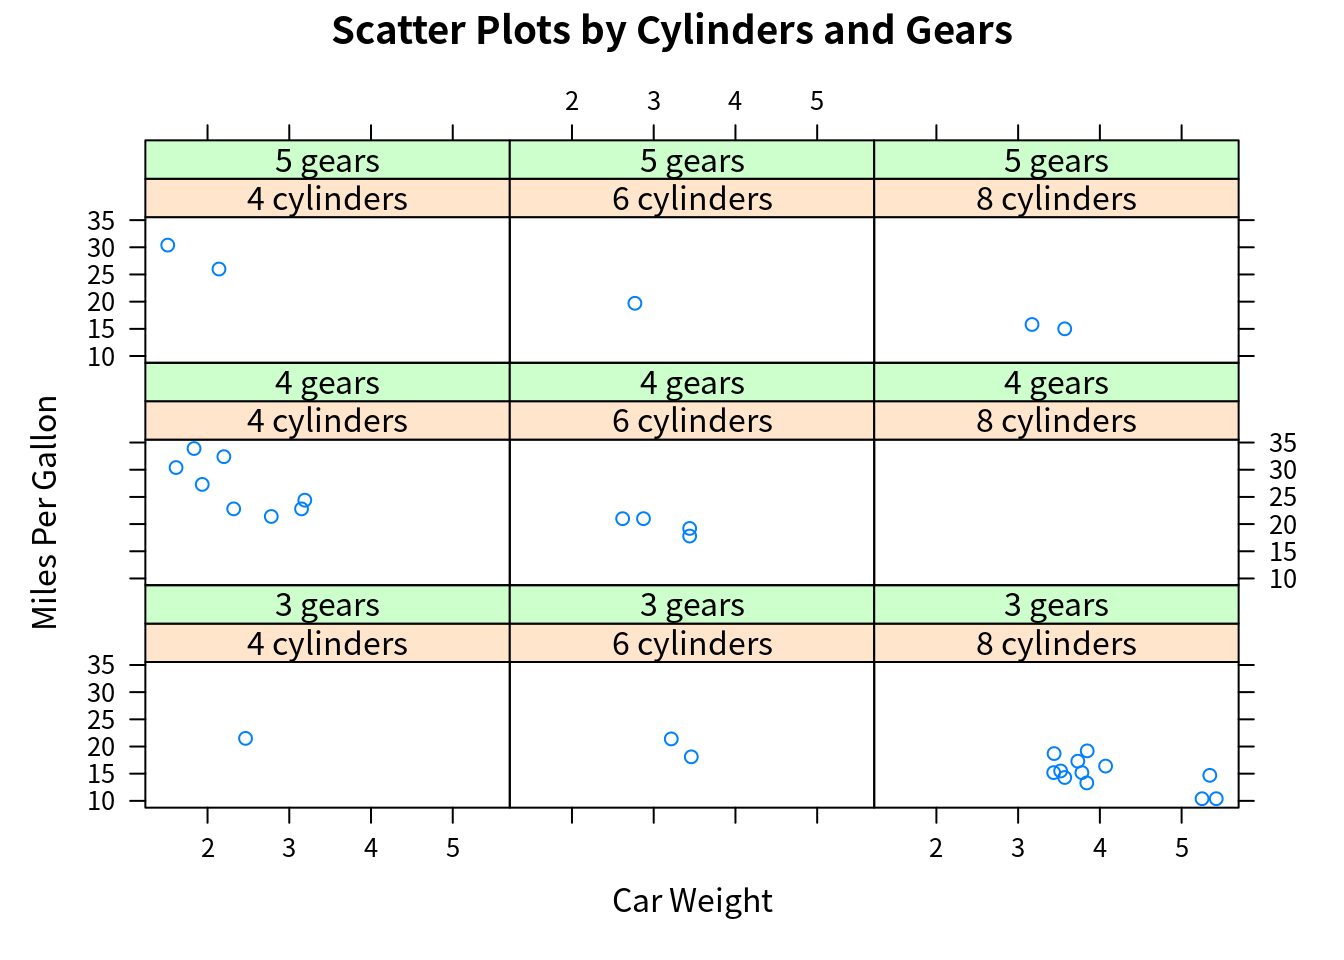 Scatter Plots by Cylinders and Gears
2 3 4 5
5 gears 5 gears 5 gears
4 cylinders 6 cylinders 8 cylinders
35
30
25
20
15
10
4 gears 4 gears 4 gears
4 cylinders 6 cylinders 8 cylinders
35
30
25
20
15
10
3 gears 3 gears 3 gears
4 cylinders 6 cylinders 8 cylinders
35
30
25
20
15
10
2 3 4 5 2 3 4 5
Car Weight
Miles Per Gallon